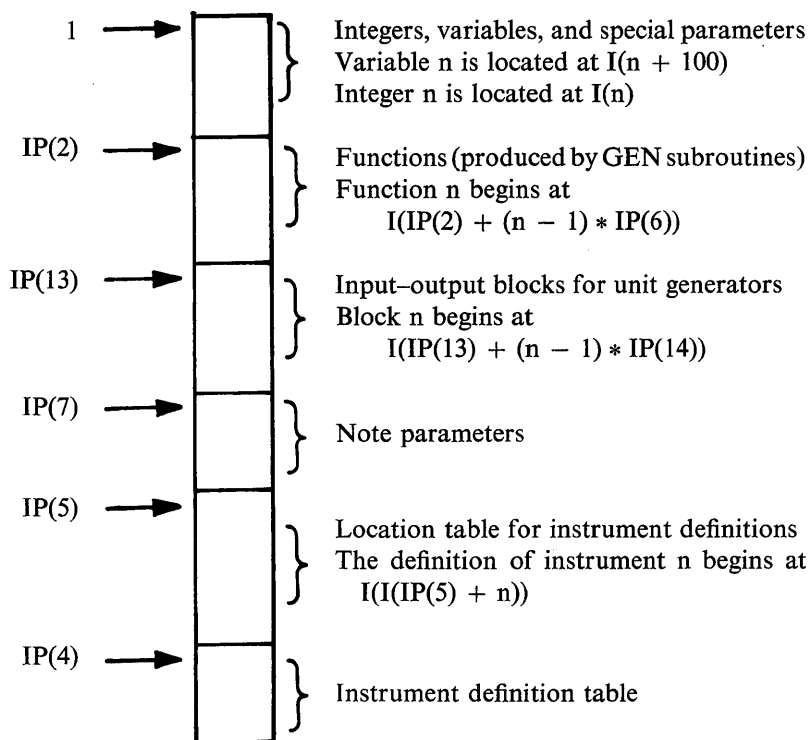 1
Integers, variables, and special parameters
Variable n is located at I(n + 100)
Integer n is located at I(n)
IP(2)
Functions (produced by GEN subroutines)
Function n begins at
I(IP(2) + (n − 1) * IP(6))
IP(13)
Input–output blocks for unit generators
Block n begins at
I(IP(13) + (n − 1) * IP(14))
IP(7)
Note parameters
IP(5)
Location table for instrument definitions
The definition of instrument n begins at
I(I(IP(5) + n))
IP(4)
Instrument definition table